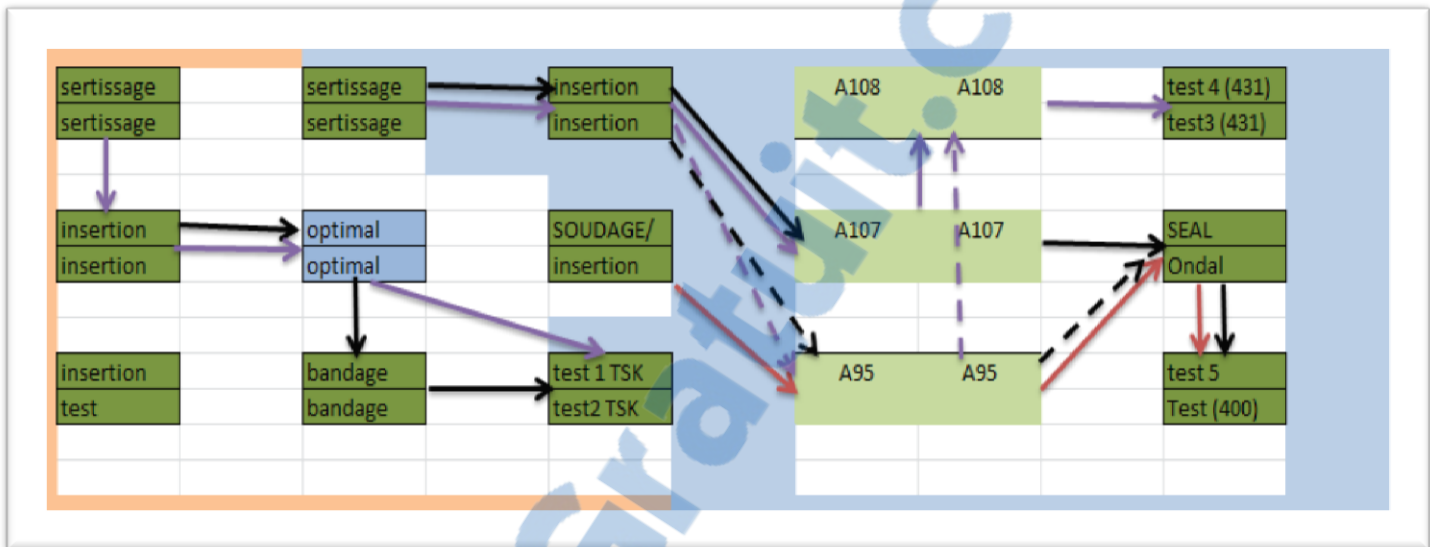 sertissage sertissage insertion A108 A108 test 4 (431)
sertissage sertissage insertion test3 (431)
insertion optimal SOUDAGE/ A107 A107 SEAL
insertion optimal insertion Ondal
insertion bandage test 1 TSK A95 A95 test 5
test bandage test2 TSK Test (400)
Gratuit.c